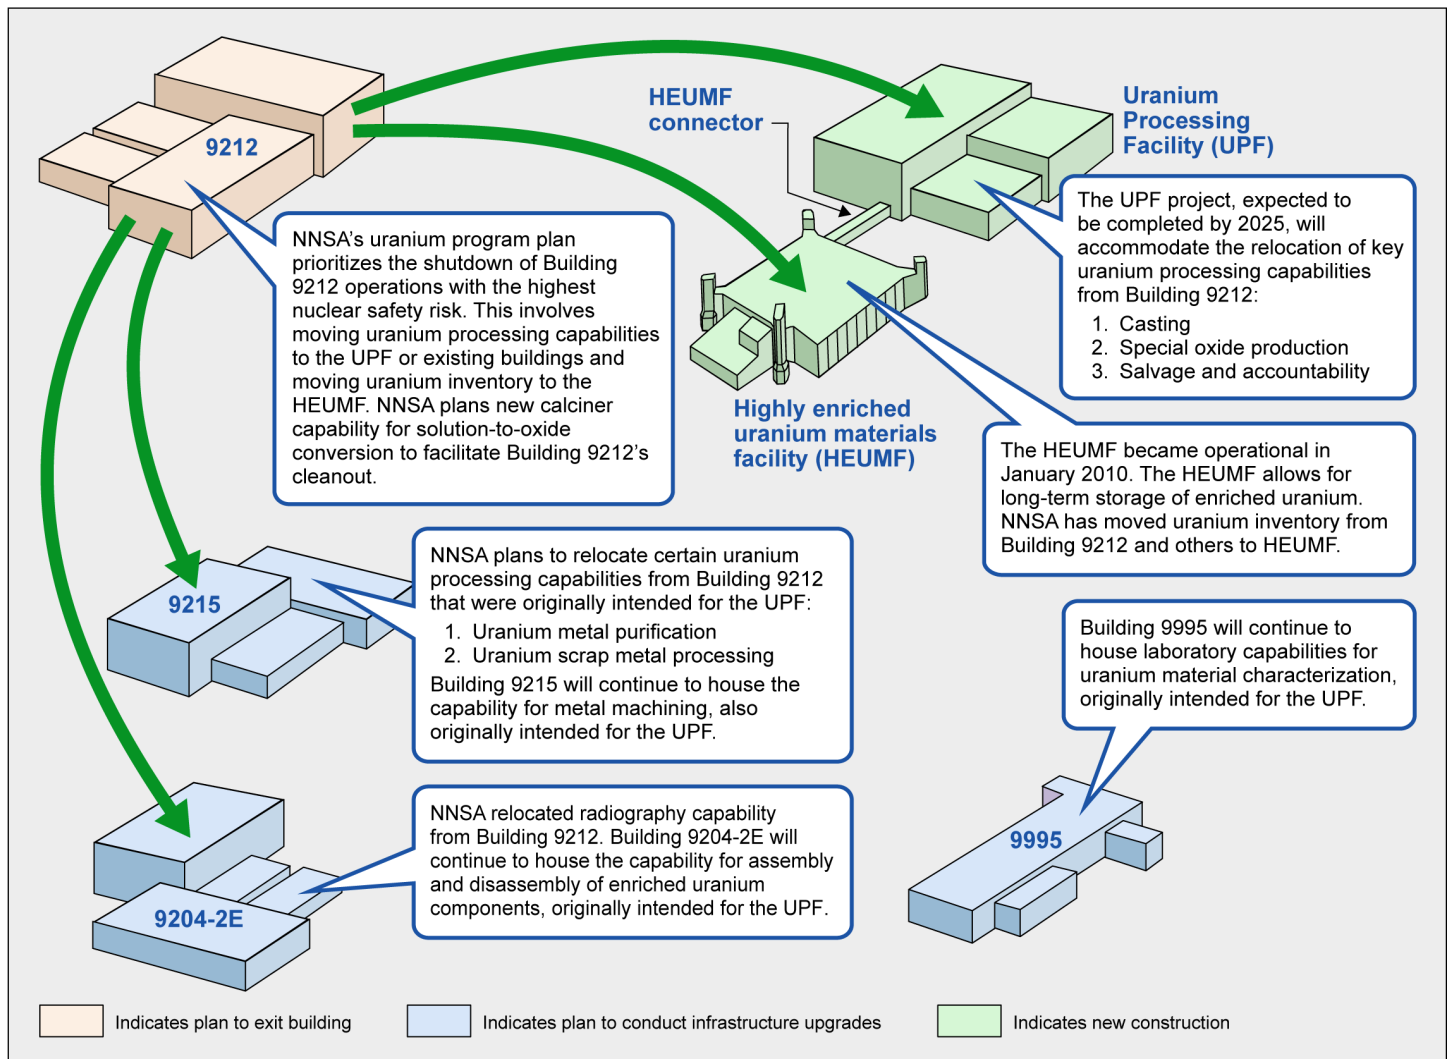 9212
HEUMF
connector
Uranium
Processing
Facility (UPF)
NNSA’s uranium program plan
prioritizes the shutdown of Building
9212 operations with the highest
nuclear safety risk. This involves
moving uranium processing capabilities
to the UPF or existing buildings and
moving uranium inventory to the
HEUMF. NNSA plans new calciner
capability for solution-to-oxide
conversion to facilitate Building 9212’s
cleanout.
The UPF project, expected to
be completed by 2025, will
accommodate the relocation of key
uranium processing capabilities
from Building 9212:
1. Casting
2. Special oxide production
3. Salvage and accountability
Highly enriched
uranium materials
facility (HEUMF)
The HEUMF became operational in
January 2010. The HEUMF allows for
long-term storage of enriched uranium.
NNSA has moved uranium inventory from
Building 9212 and others to HEUMF.
9215
NNSA plans to relocate certain uranium
processing capabilities from Building 9212
that were originally intended for the UPF:
1. Uranium metal purification
2. Uranium scrap metal processing
Building 9215 will continue to house the
capability for metal machining, also
originally intended for the UPF.
Building 9995 will continue to
house laboratory capabilities for
uranium material characterization,
originally intended for the UPF.
9204-2E
NNSA relocated radiography capability
from Building 9212. Building 9204-2E will
continue to house the capability for assembly
and disassembly of enriched uranium
components, originally intended for the UPF.
9995
Indicates plan to exit building
Indicates plan to conduct infrastructure upgrades
Indicates new construction